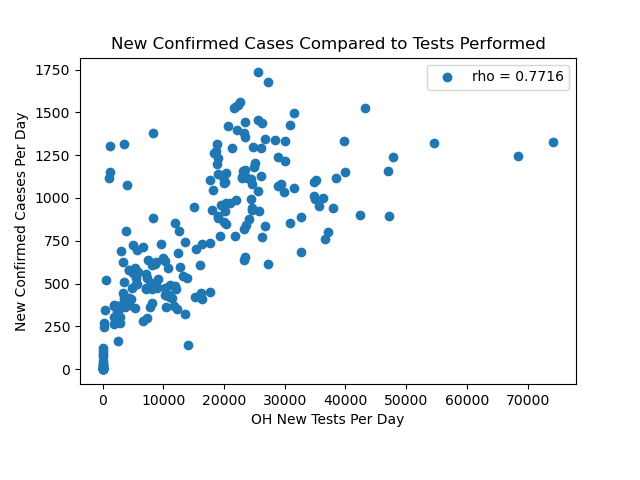 New Confirmed Cases Compared to Tests Performed
rho = 0.7716
New Confirmed Caeses Per Day
1750
1500
1250
1000
750
500
250
0
0 10000 20000 30000 40000 50000 60000 70000
OH New Tests Per Day